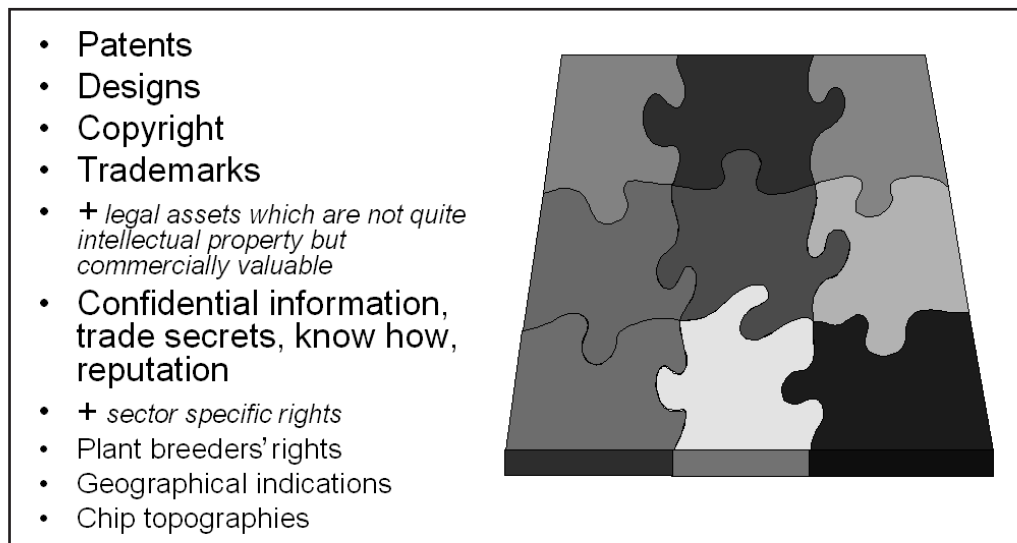 • Patents
• Designs
• Copyright
• Trademarks
• + legal assets which are not quite
intellectual property but
commercially valuable
• Confidential information,
trade secrets, know how,
reputation
• + sector specific rights
• Plant breeders’ rights
• Geographical indications
• Chip topographies